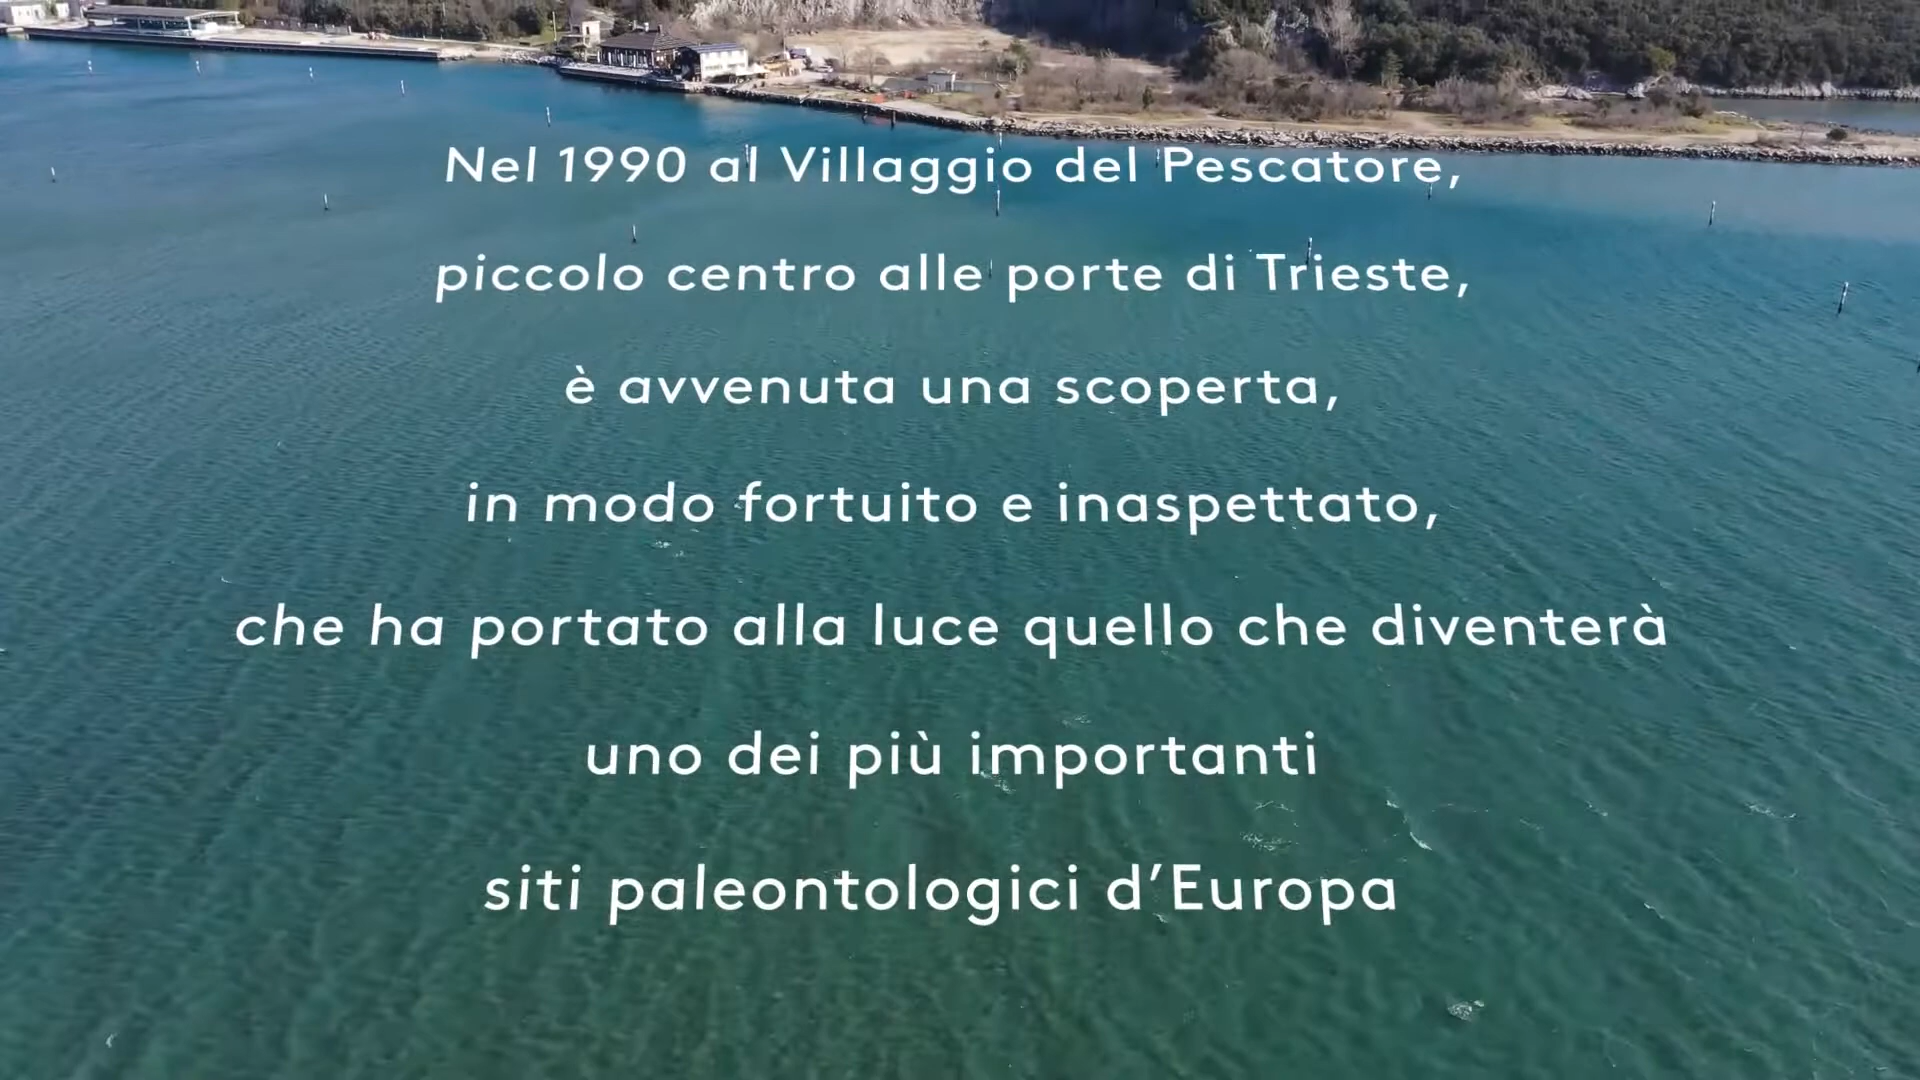 Nel 1990 al Villaggio del Pescatore,
piccolo centro alle porte di Trieste,
è avvenuta una scoperta,
in modo fortuito e inaspettato,
che ha portato alla luce quello che diventerà
uno dei più importanti
siti paleontologici d’Europa